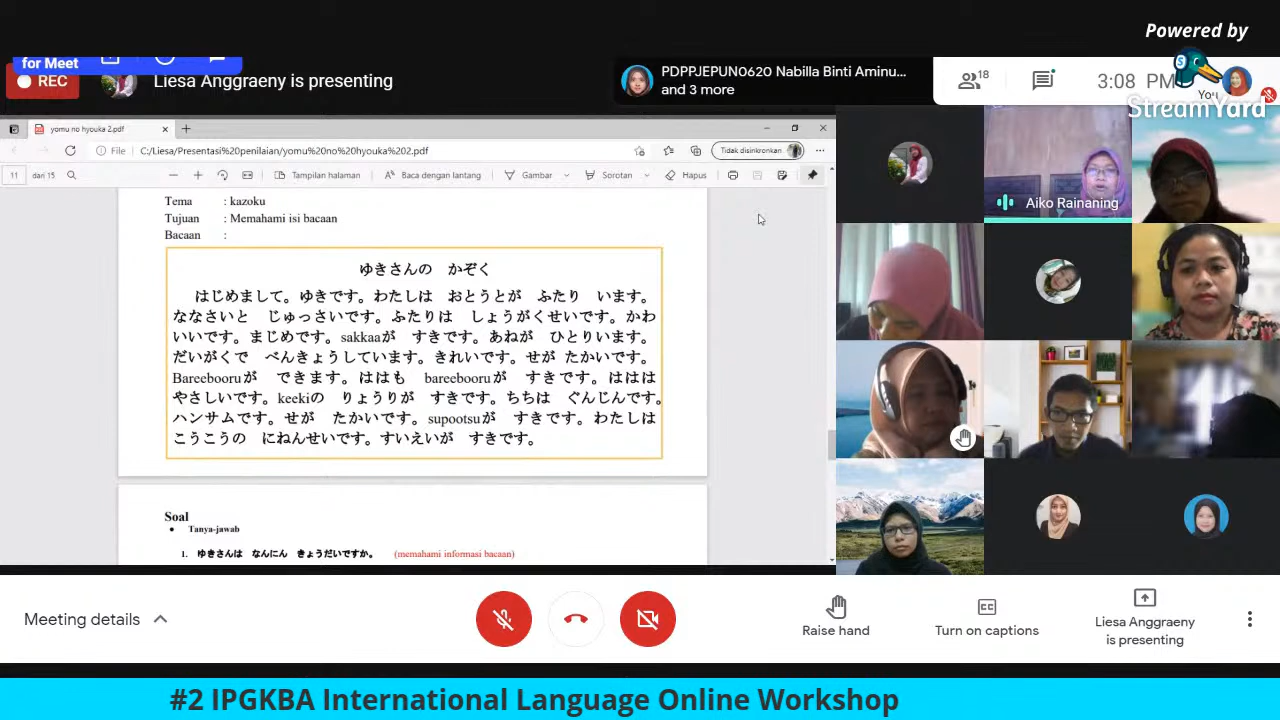 Powered by
for Meet
REC
Liesa Anggraeny is presenting
PDPPJEPUN0620 Nabilla Binti Aminu...
and 3 more
18
3:08 PM
You
StreamYard
yomu no hyouka 2.pdf
File
C:/Liesa/Presentasi%20penilaian/yomu%20no%20hyouka%202.pdf
Tidak disinkronkan
11
dari 15
Tampilan halaman
Baca dengan lantang
Gambar
Sorotan
Hapus
Tema : kazoku
Tujuan : Memahami isi bacaan
Bacaan :
ゆきさんの かぞく
はじめまして。ゆきです。わたしは おとうとが ふたり います。
ななさいと じゅっさいです。ふたりは しょうがくせいです。かわ
いいです。まじめです。sakkaaが すきです。あねが ひとりいます。
だいがくで べんきょうしています。きれいです。せが たかいです。
Bareebooruが できます。ははも bareebooruが すきです。ははは
やさしいです。keekiの りょうりが すきです。ちちは ぐんじんです。
ハンサムです。せが たかいです。supootsuが すきです。わたしは
こうこうの にねんせいです。すいえいが すきです。
Soal
• Tanya-jawab
1. ゆきさんは なんにん きょうだいですか。 (memahami informasi bacaan)
Aiko Rainaning
Meeting details
Raise hand
CC
Turn on captions
Liesa Anggraeny
is presenting
#2 IPGKBA International Language Online Workshop